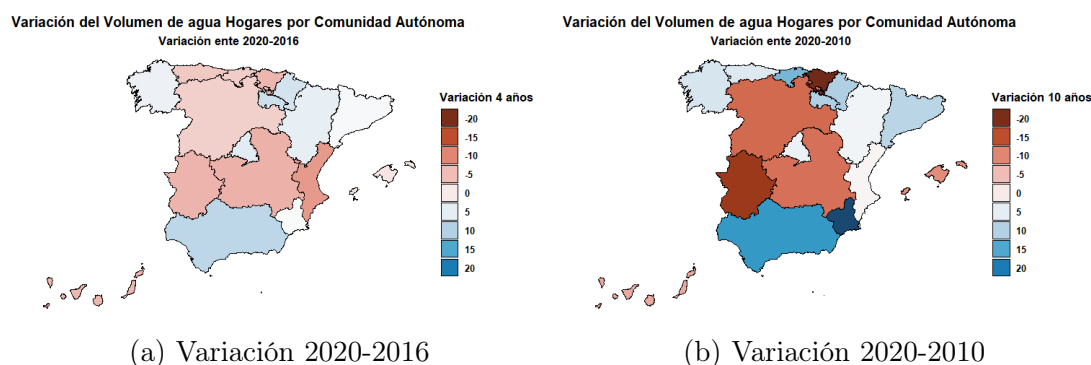 Variación del Volumen de agua Hogares por Comunidad Autónoma
Variación ente 2020-2016
Variación 4 años
-20
-15
-10
-5
0
5
10
15
20
(a) Variación 2020-2016
Variación del Volumen de agua Hogares por Comunidad Autónoma
Variación ente 2020-2010
Variación 10 años
-20
-15
-10
-5
0
5
10
15
20
(b) Variación 2020-2010